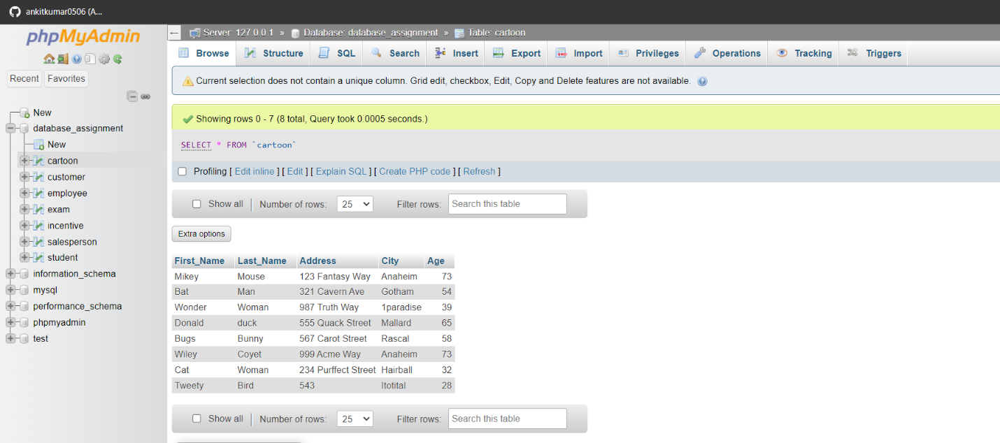 ankitkumar0506 (A...
phpMyAdmin
Recent Favorites
New
database_assignment
New
cartoon
customer
employee
exam
incentive
salesperson
student
information_schema
mysql
performance_schema
phpmyadmin
test
Server: 127.0.0.1 » Database: database_assignment » Table: cartoon
Browse Structure SQL Search Insert Export Import Privileges Operations Tracking Triggers
Current selection does not contain a unique column. Grid edit, checkbox, Edit, Copy and Delete features are not available.
Showing rows 0 - 7 (8 total, Query took 0.0005 seconds.)
SELECT * FROM `cartoon`
Profiling [ Edit inline ] [ Edit ] [ Explain SQL ] [ Create PHP code ] [ Refresh ]
Show all | Number of rows: 25 Filter rows: Search this table
Extra options
First_Name Last_Name Address City Age
Mikey Mouse 123 Fantasy Way Anaheim 73
Bat Man 321 Cavern Ave Gotham 54
Wonder Woman 987 Truth Way 1paradise 39
Donald duck 555 Quack Street Mallard 65
Bugs Bunny 567 Carot Street Rascal 58
Wiley Coyet 999 Acme Way Anaheim 73
Cat Woman 234 Purffect Street Hairball 32
Tweety Bird 543 Itotital 28
Show all | Number of rows: 25 Filter rows: Search this table